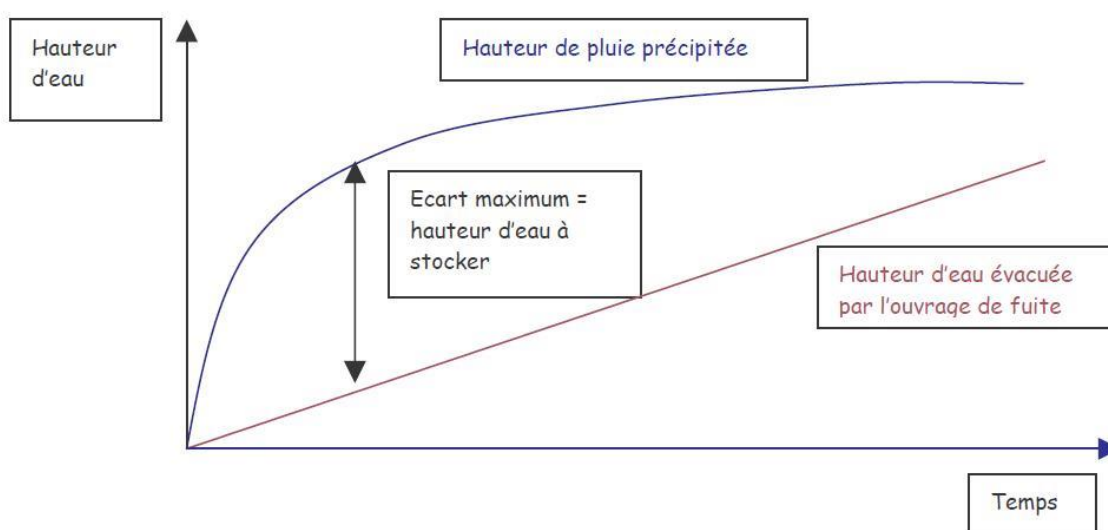 Hauteur
d'eau
Hauteur de pluie précipitée
Ecart maximum =
hauteur d'eau à
stocker
Hauteur d'eau évacuée
par l'ouvrage de fuite
Temps